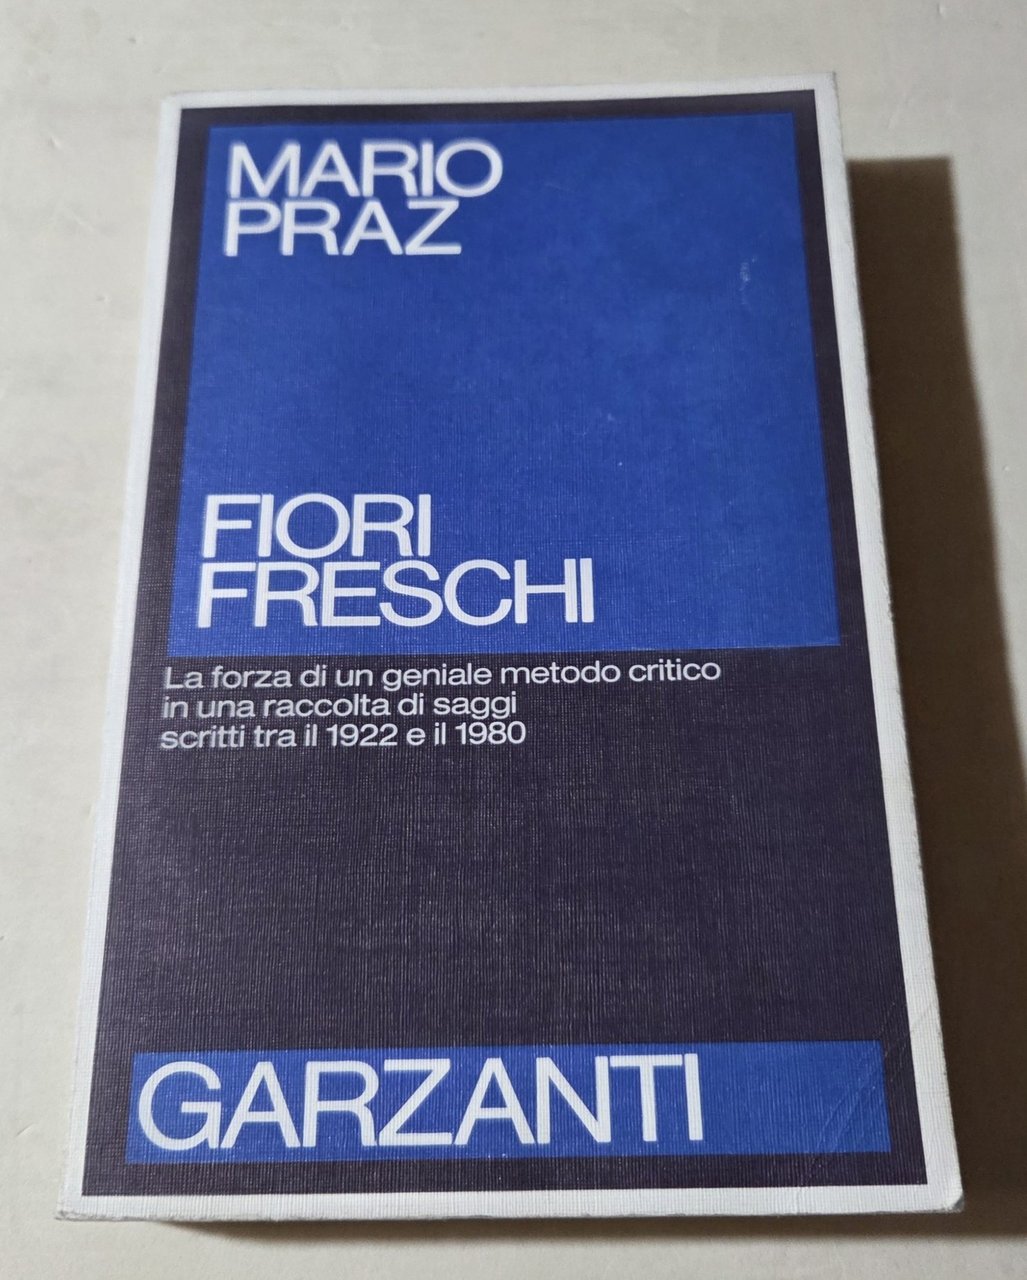 MARIO
PRAZ
FIORI
FRESCHI
La forza di un geniale metodo critico
in una raccolta di saggi
scritti tra il 1922 e il 1980
GARZANTI